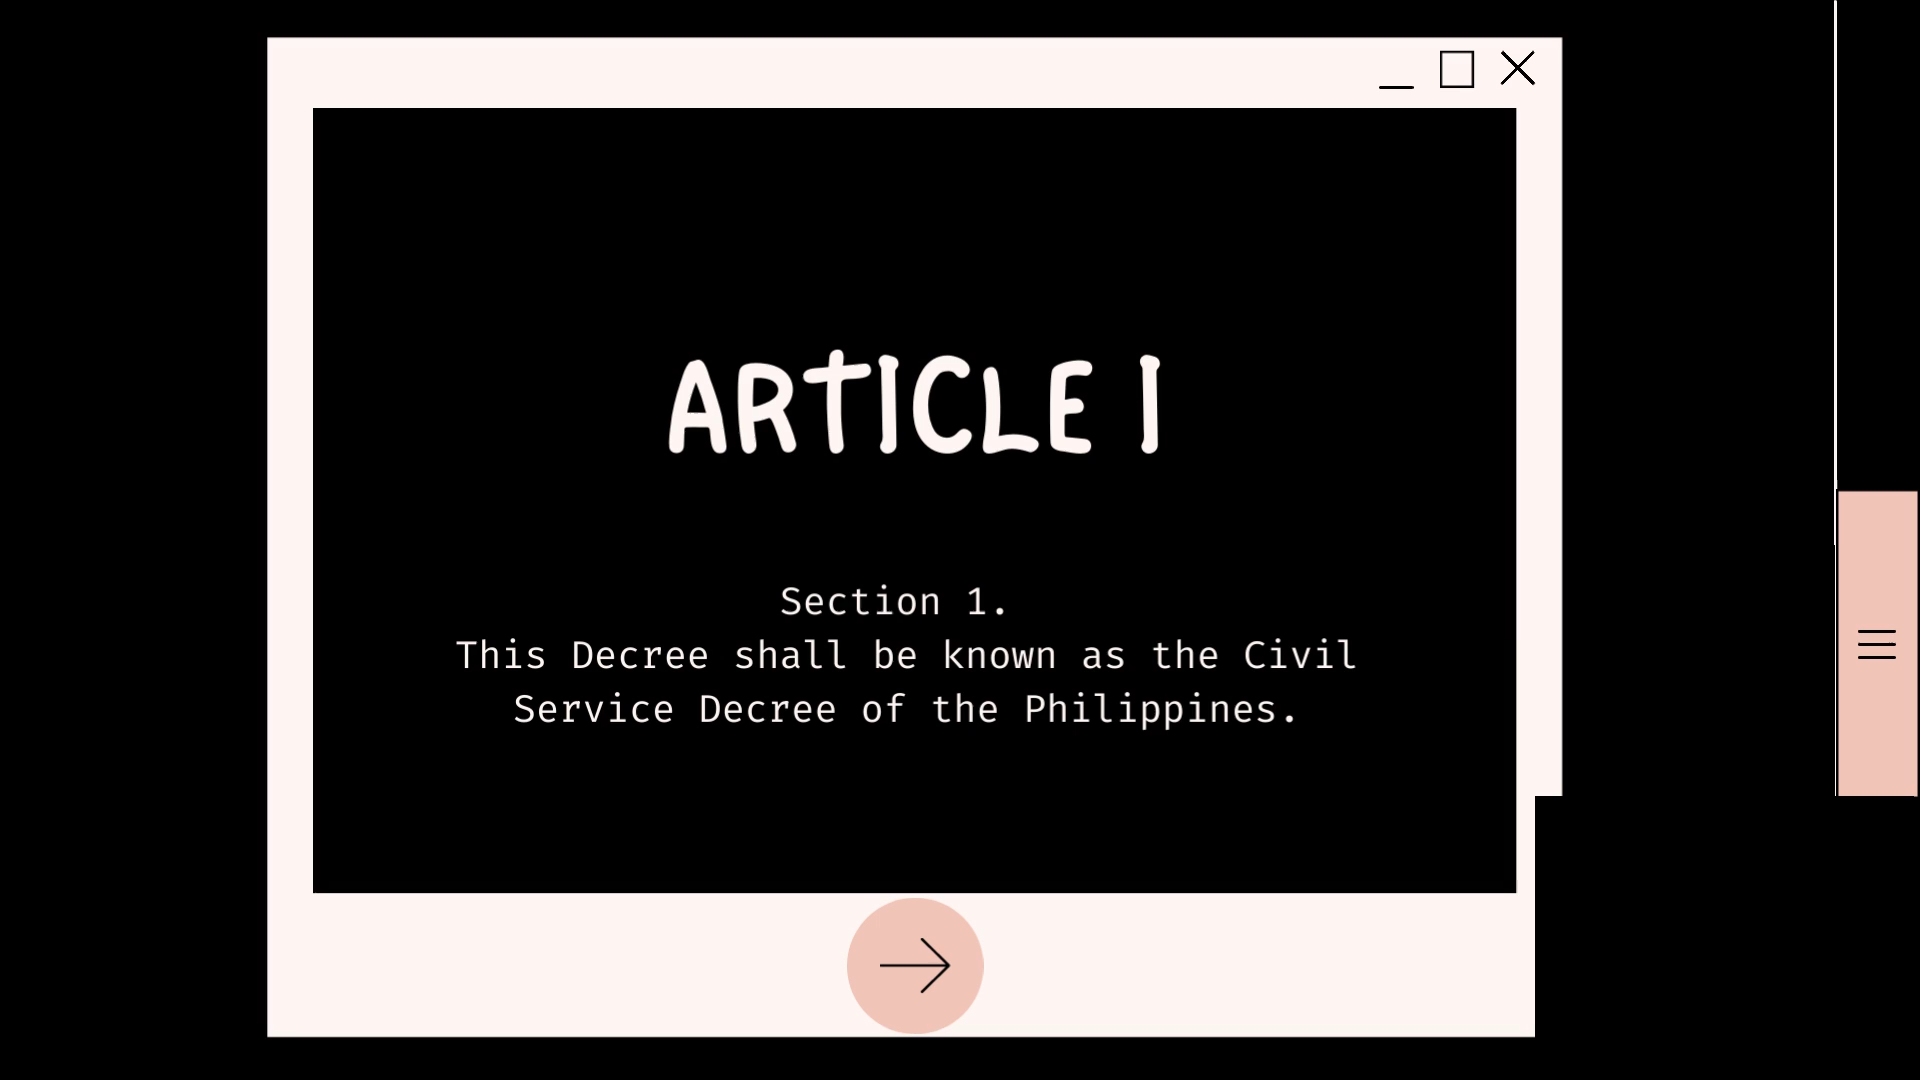 ARTICLE I
Section 1.
This Decree shall be known as the Civil
Service Decree of the Philippines.